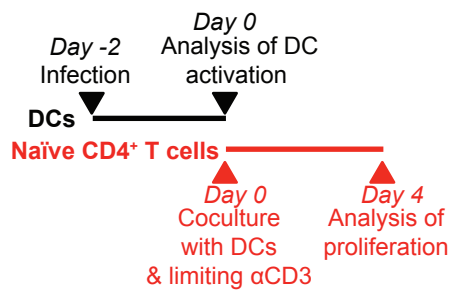 Day -2
Infection
Day 0
Analysis of DC
activation
DCs
Naïve CD4⁺ T cells
Day 0
Coculture
with DCs
& limiting αCD3
Day 4
Analysis of
proliferation